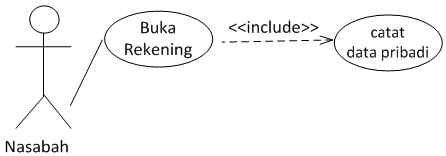 Buka
Rekening
<<include>>
catat
data pribadi
Nasabah